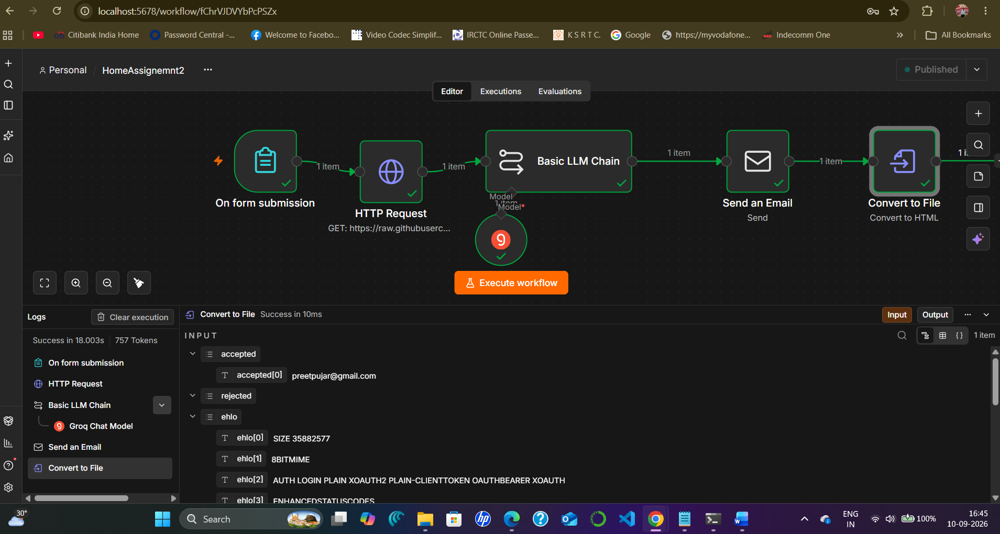 localhost:5678/workflow/fChrVJDVYbPcPSZx
Citibank India Home
Password Central -...
Welcome to Facebo...
Video Codec Simplif...
IRCTC Online Passe...
K S R T C.
Google
https://myvodafone...
Indecomm One
All Bookmarks
Personal / HomeAssignemnt2 ...
Published
Editor
Executions
Evaluations
1 item
1 item
Basic LLM Chain
1 item
1 item
1 i
On form submission
HTTP Request
GET: https://raw.githubuserc...
Model
1 item
Model*
Send an Email
Send
Convert to File
Convert to HTML
Execute workflow
Logs
Clear execution
Success in 18.003s
757 Tokens
On form submission
HTTP Request
Basic LLM Chain
Groq Chat Model
Send an Email
Convert to File
Convert to File Success in 10ms
Input
Output
INPUT
1 item
accepted
T accepted[0] preetpujar@gmail.com
rejected
ehlo
T ehlo[0] SIZE 35882577
T ehlo[1] 8BITMIME
T ehlo[2] AUTH LOGIN PLAIN XOAUTH2 PLAIN-CLIENTTOKEN OAUTHBEARER XOAUTH
T ehlo[3] ENHANCEDSTATUSCODES
30°
Search
hp
ENG
IN
100%
16:45
10-09-2026